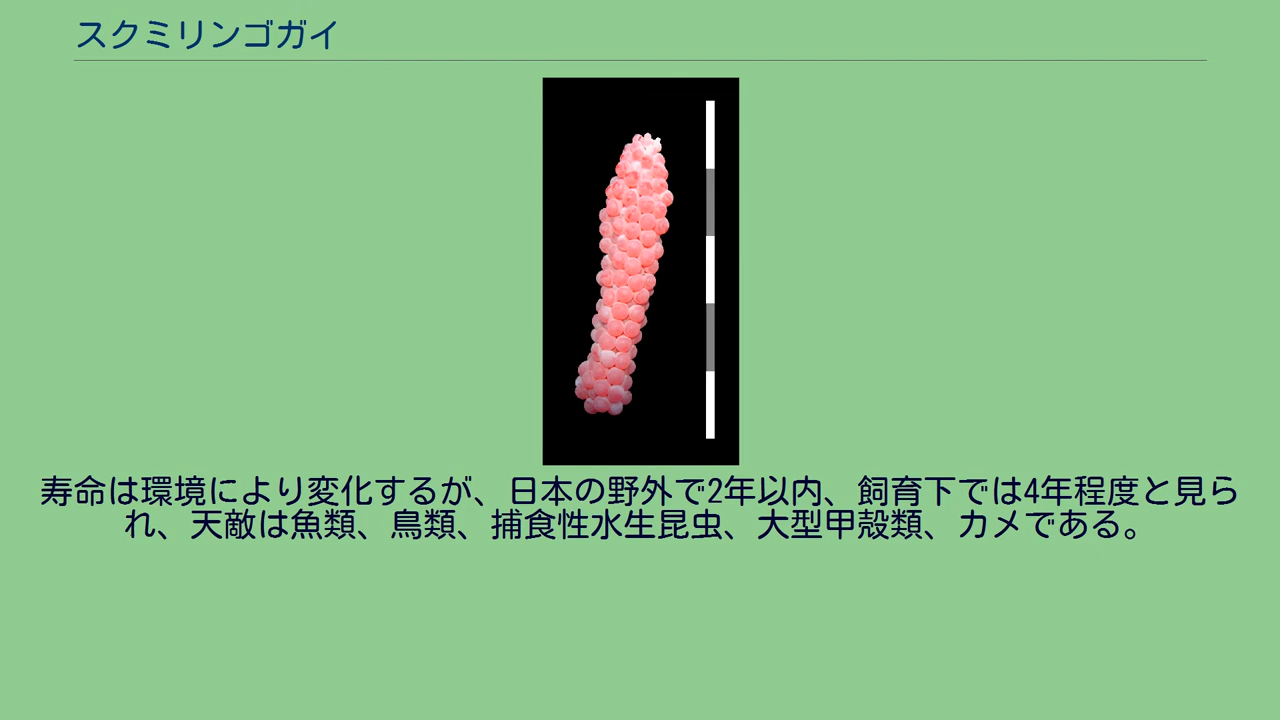 スクミリンゴガイ
寿命は環境により変化するが、日本の野外で2年以内、飼育下では4年程度と見ら
れ、天敵は魚類、鳥類、捕食性水生昆虫、大型甲殻類、カメである。